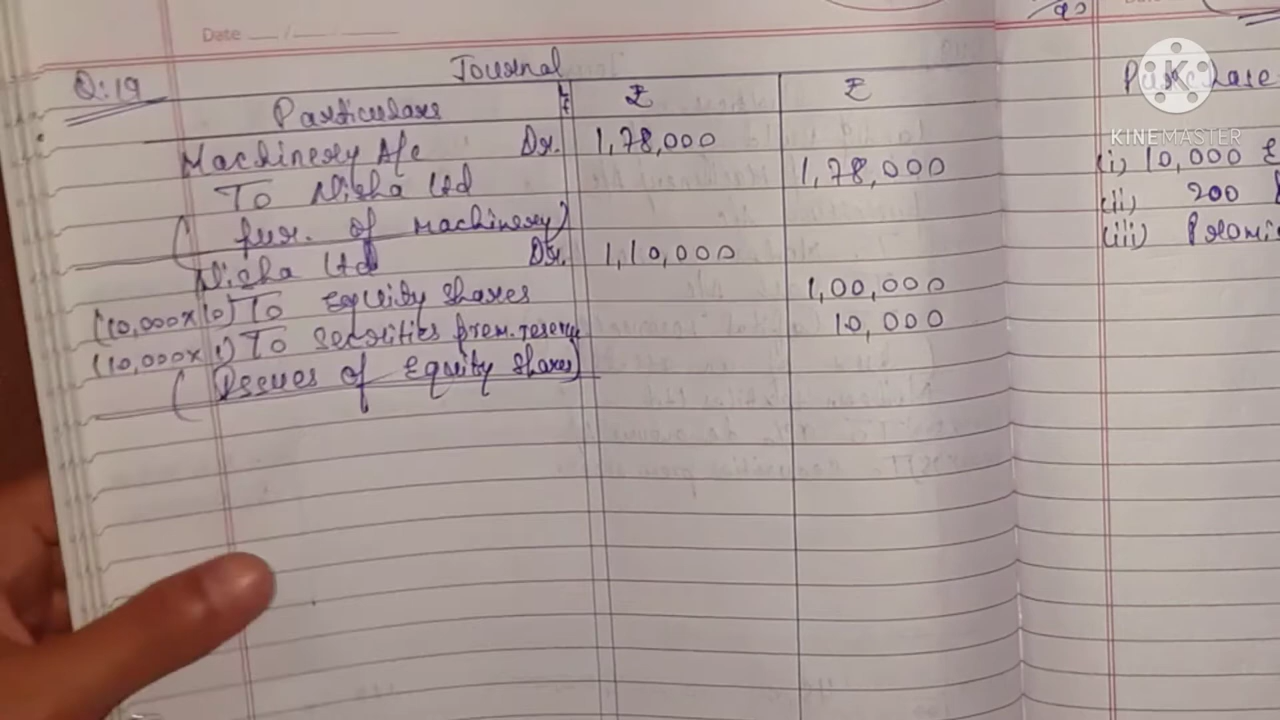 Date
Q:19
Journal
Particulars L.F ₹ ₹
Machinery A/c Dr. 1,78,000
To Nisha Ltd 1,78,000
( Pur. of machinery)
Nisha Ltd Dr. 1,10,000
(10,000x10) To Equity Shares 1,00,000
(10,000x1) To Securities Prem. reserve 10,000
( Issues of Equity Shares)
Purchase
(i) 10,000 E
(ii) 200
(iii)
KINEMASTER